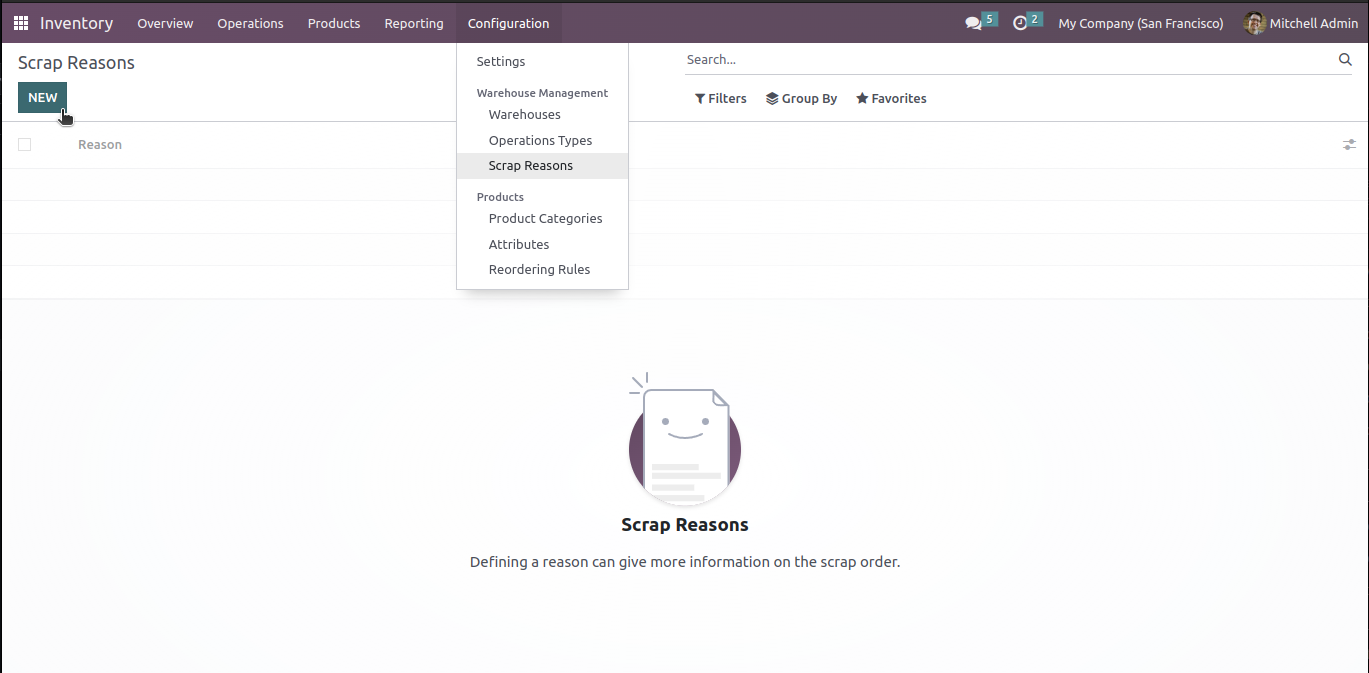 Inventory Overview Operations Products Reporting Configuration 5 2 My Company (San Francisco) Mitchell Admin
Scrap Reasons
NEW
Search...
Filters Group By Favorites
Settings
Warehouse Management
Warehouses
Operations Types
Scrap Reasons
Products
Product Categories
Attributes
Reordering Rules
Reason
Scrap Reasons
Defining a reason can give more information on the scrap order.